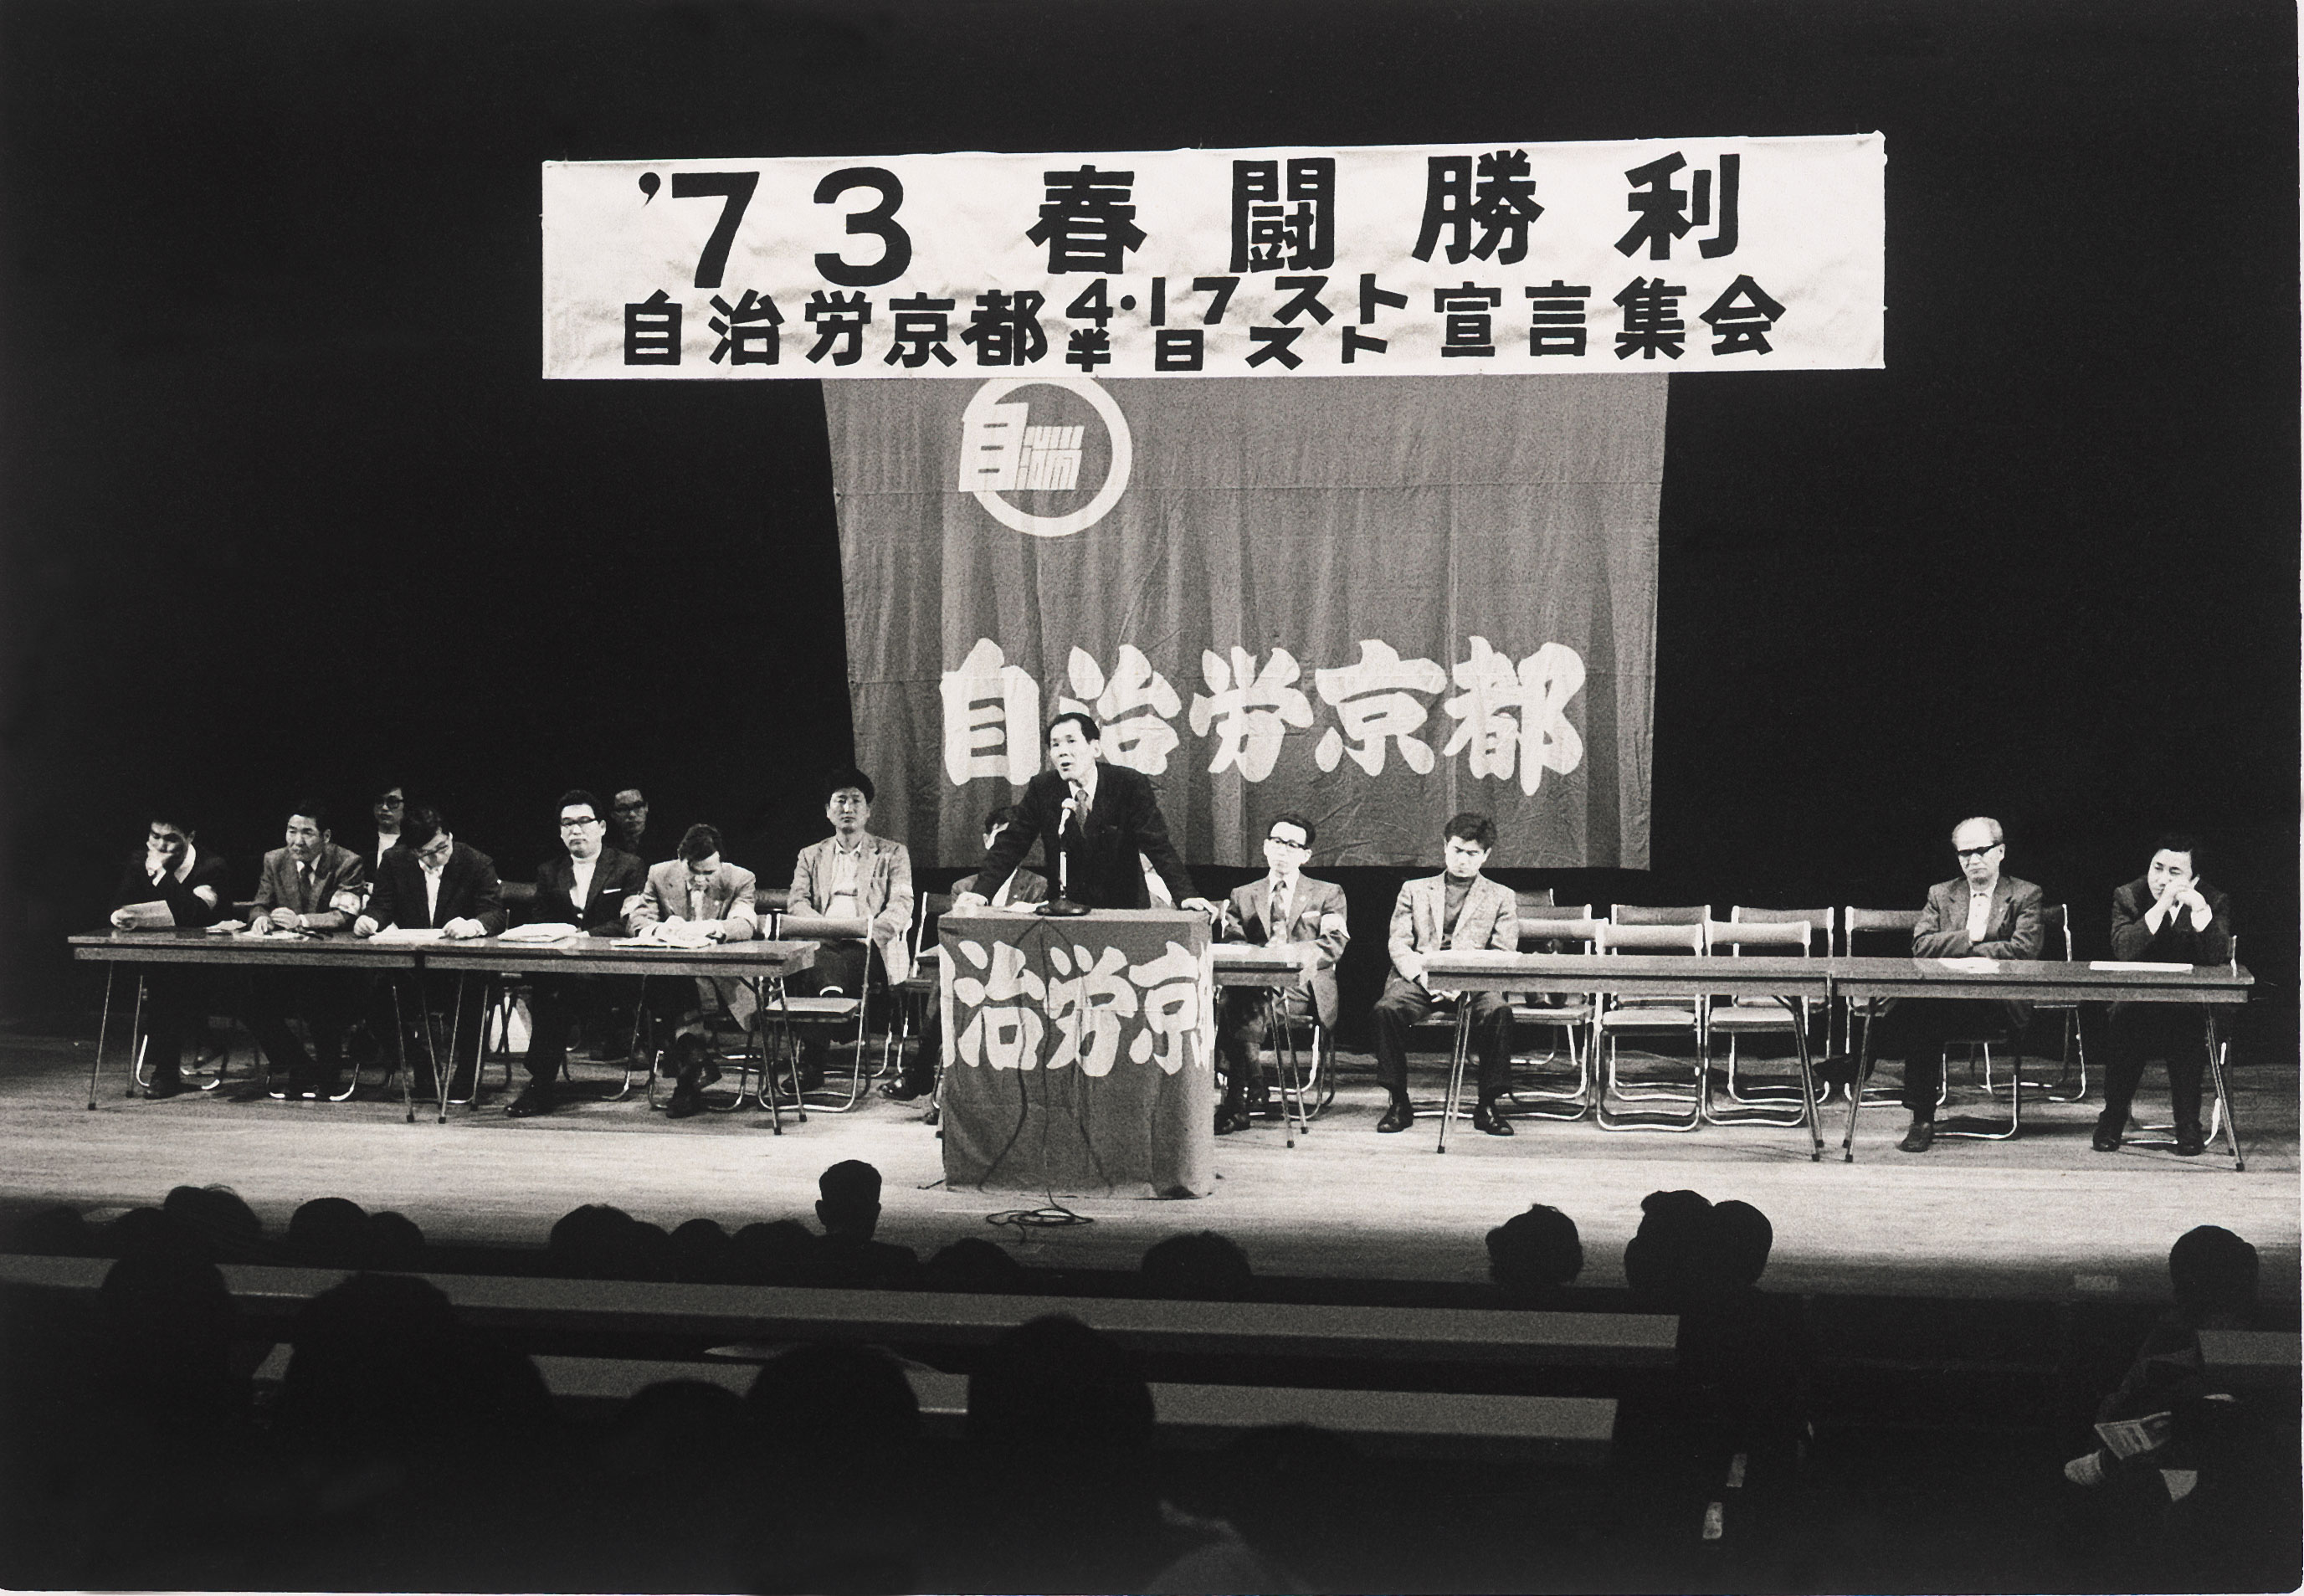 '73 春闘勝利
自治労京都 4・17スト 宣言集会
半日スト
自治労
自治労京都
治労京